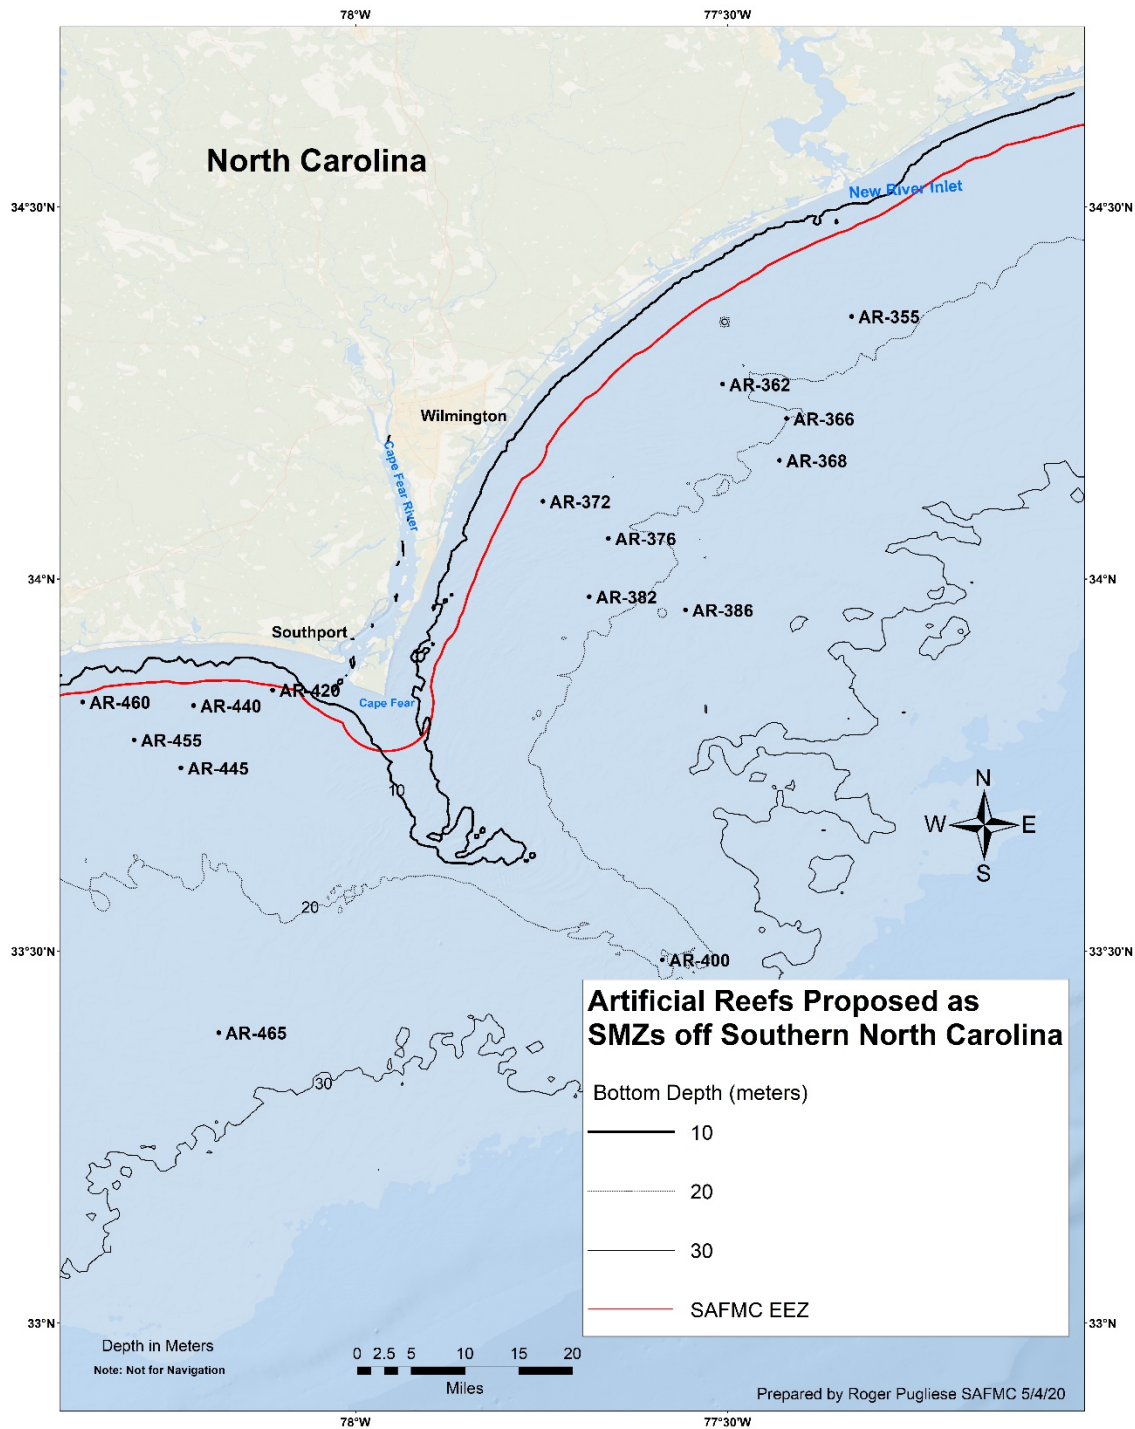 78°W 77°30'W
North Carolina
New River Inlet
34°30'N 34°30'N
AR-355
AR-362
AR-366
Wilmington
AR-368
Cape Fear River
AR-372
AR-376
34°N 34°N
AR-382
AR-386
Southport
AR-420
Cape Fear
AR-460
AR-440
AR-455
AR-445
10
N
W E
S
20
33°30'N 33°30'N
AR-400
Artificial Reefs Proposed as
SMZs off Southern North Carolina
AR-465
30
Bottom Depth (meters)
10
20
30
SAFMC EEZ
33°N 33°N
Depth in Meters
Note: Not for Navigation
0 2.5 5 10 15 20
Miles
Prepared by Roger Pugliese SAFMC 5/4/20
78°W 77°30'W